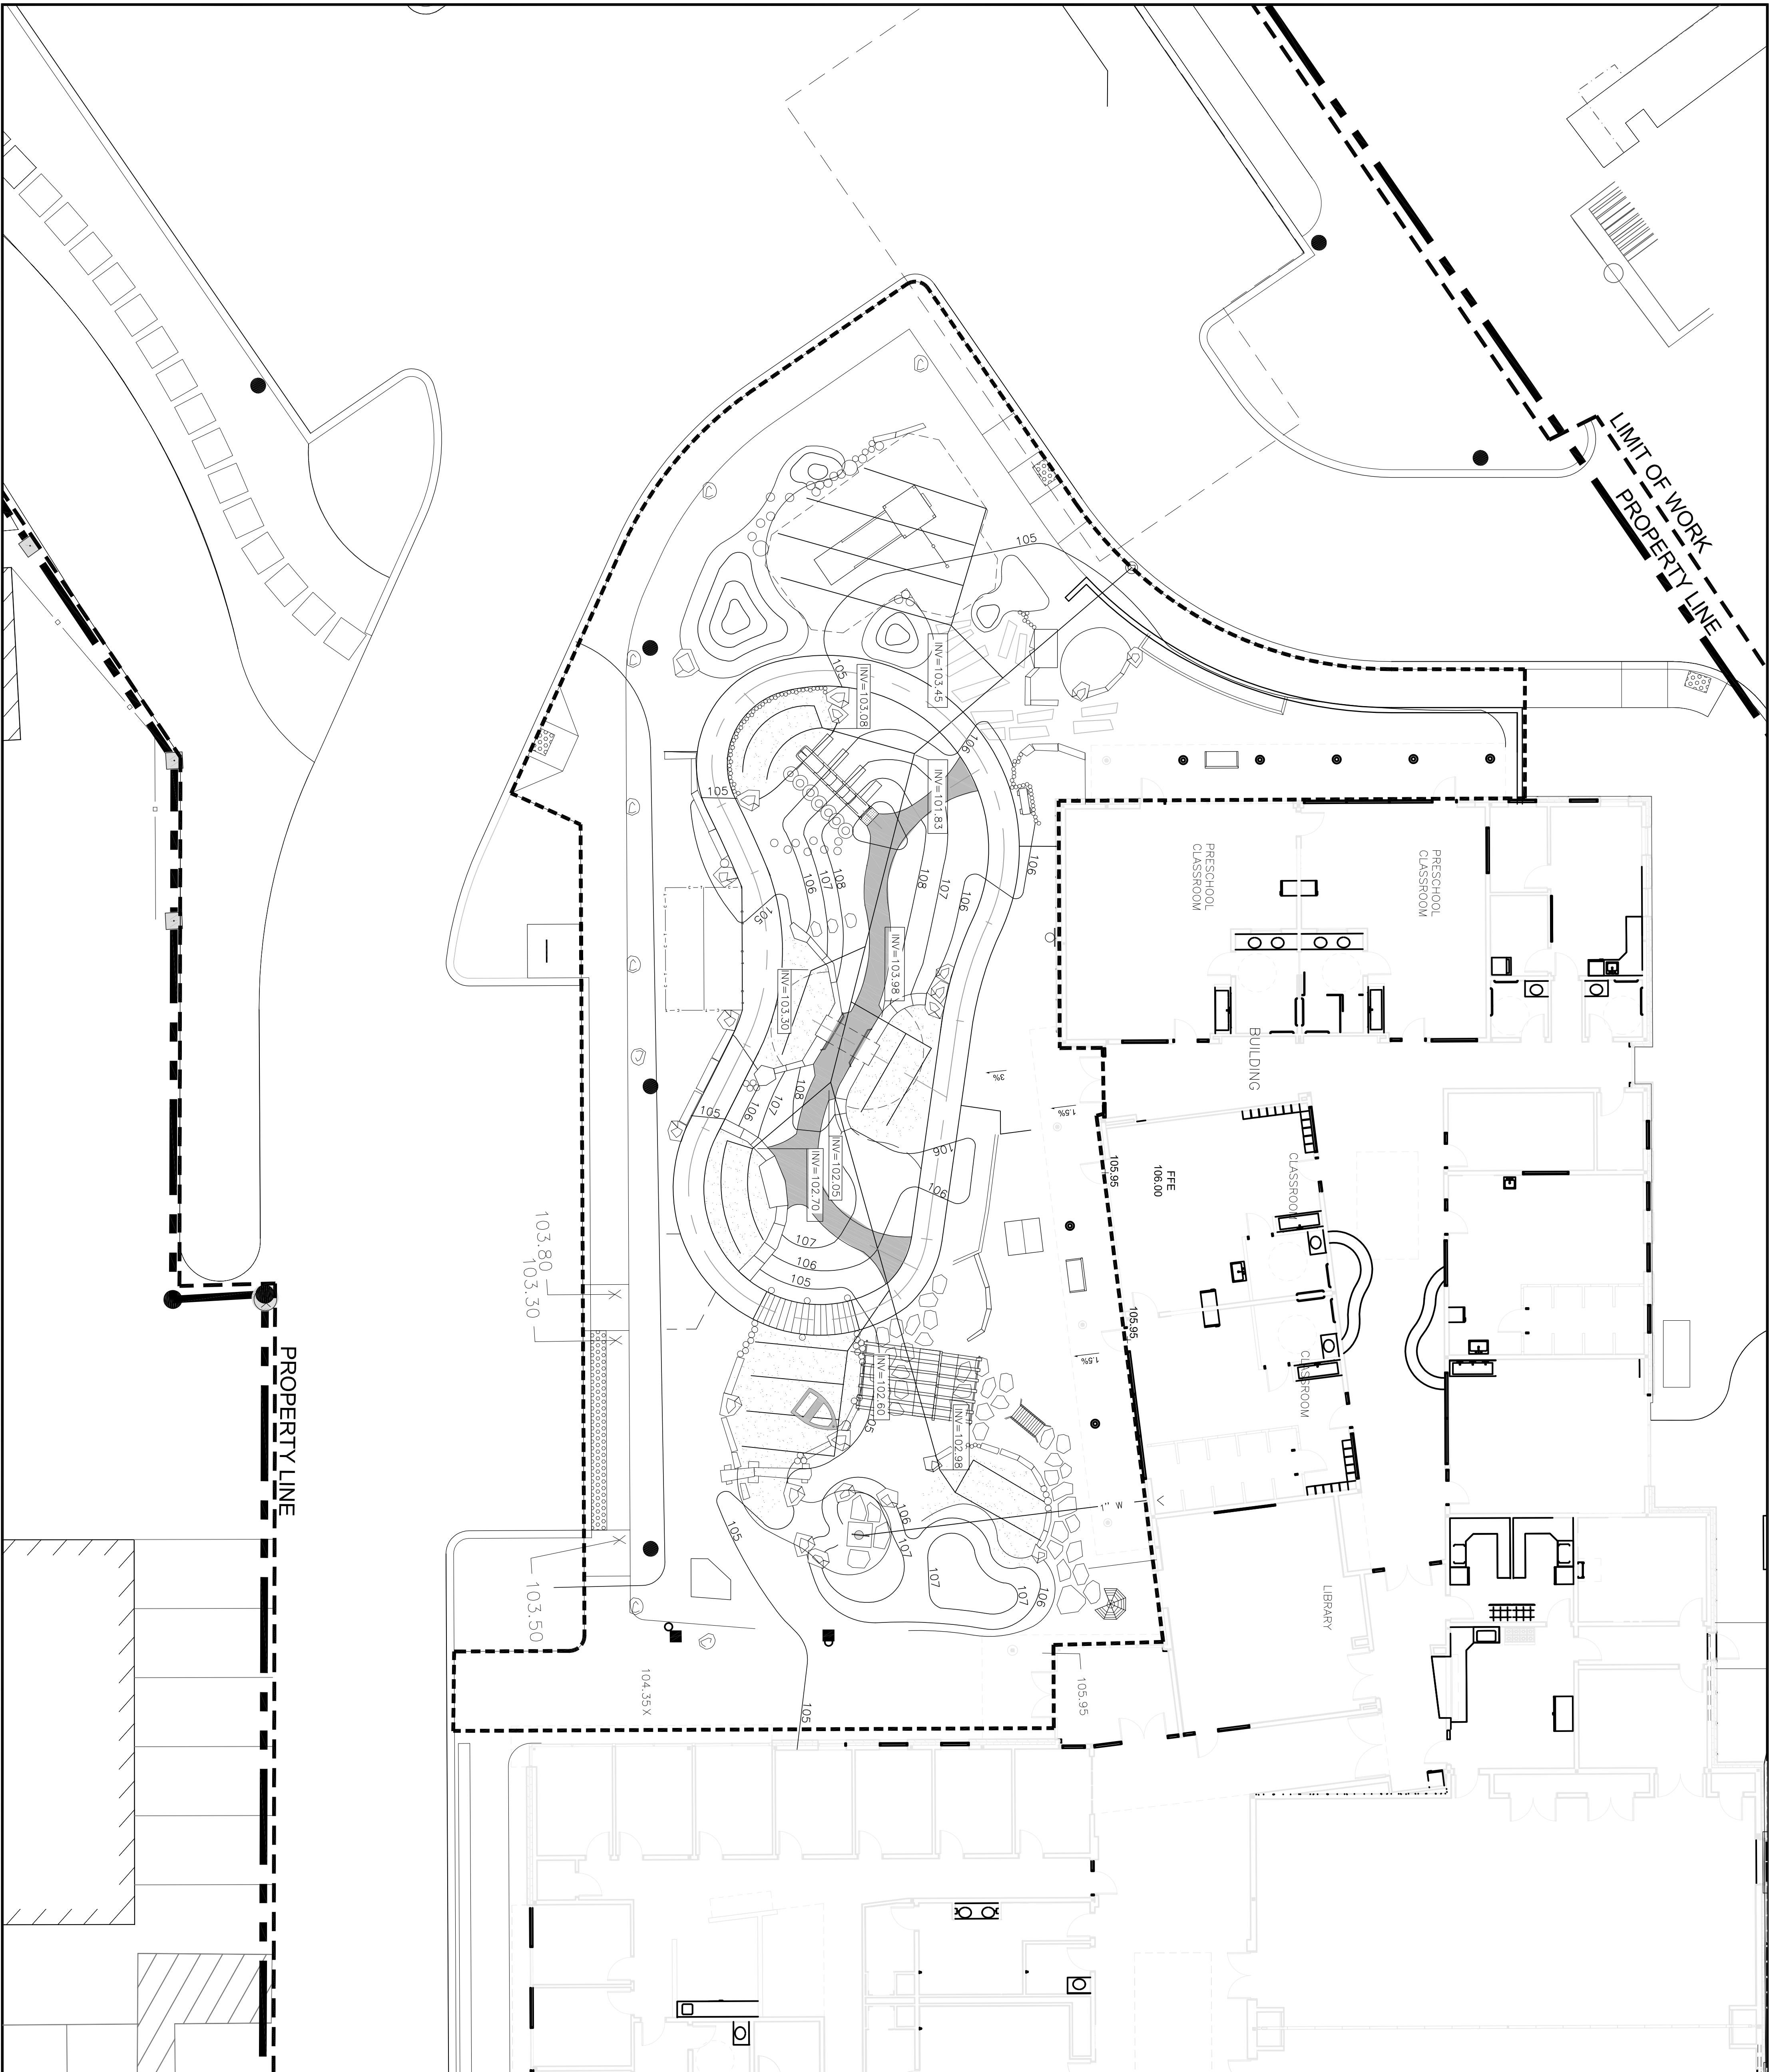 LIMIT OF WORK
PROPERTY LINE
105
105
INV=103.45
INV=103.08
106
INV=101.83
105
106
108
107
106
108
107
106
105
INV=103.98
INV=103.30
PRESCHOOL
CLASSROOM
PRESCHOOL
CLASSROOM
BUILDING
3%
1.5%
108
107
106
105
INV=102.05
INV=102.70
106
106
105.95
FFE
106.00
CLASSROOM
107
106
105
103.80
103.30
105.95
1.5%
CLASSROOM
INV=102.60
105
INV=102.98
PROPERTY LINE
1" W
106
107
105
107
107
106
103.50
LIBRARY
104.35X
105
105.95